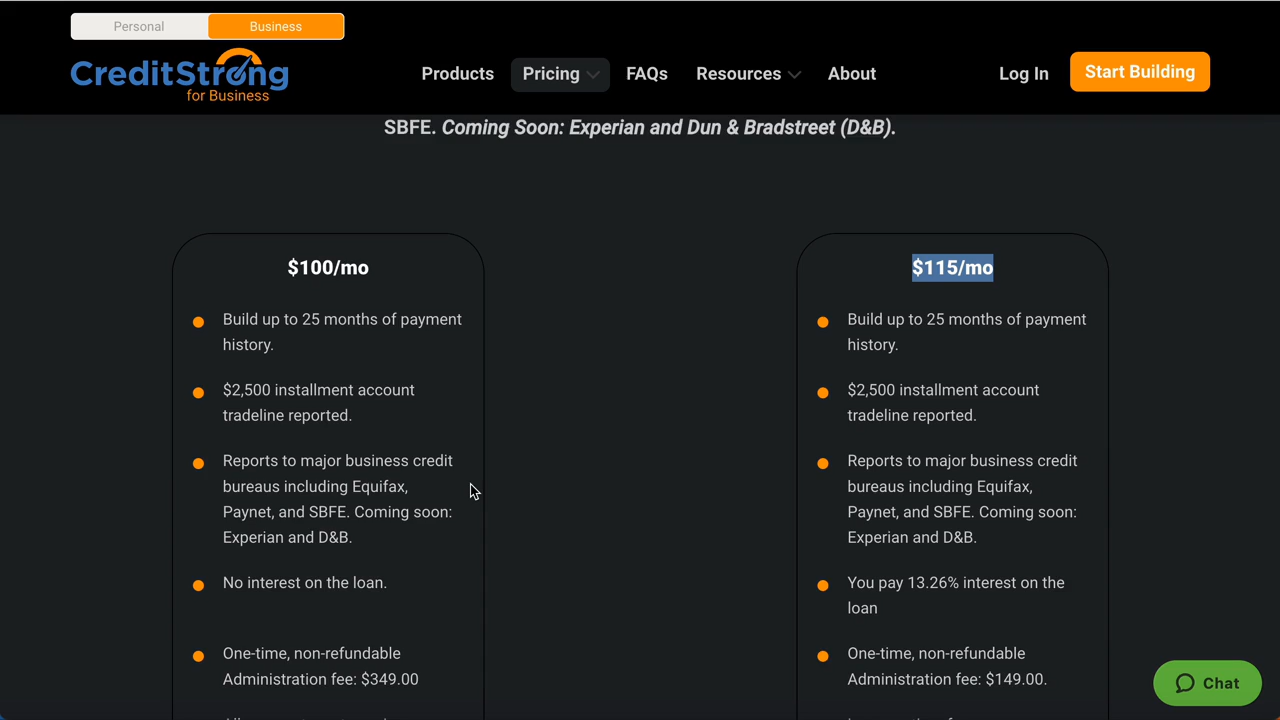 Personal
Business
CreditStrong
for Business
Products
Pricing
FAQs
Resources
About
Log In
Start Building
SBFE. Coming Soon: Experian and Dun & Bradstreet (D&B).
$100/mo
Build up to 25 months of payment
history.
$2,500 installment account
tradeline reported.
Reports to major business credit
bureaus including Equifax,
Paynet, and SBFE. Coming soon:
Experian and D&B.
No interest on the loan.
One-time, non-refundable
Administration fee: $349.00
$115/mo
Build up to 25 months of payment
history.
$2,500 installment account
tradeline reported.
Reports to major business credit
bureaus including Equifax,
Paynet, and SBFE. Coming soon:
Experian and D&B.
You pay 13.26% interest on the
loan
One-time, non-refundable
Administration fee: $149.00.
Chat